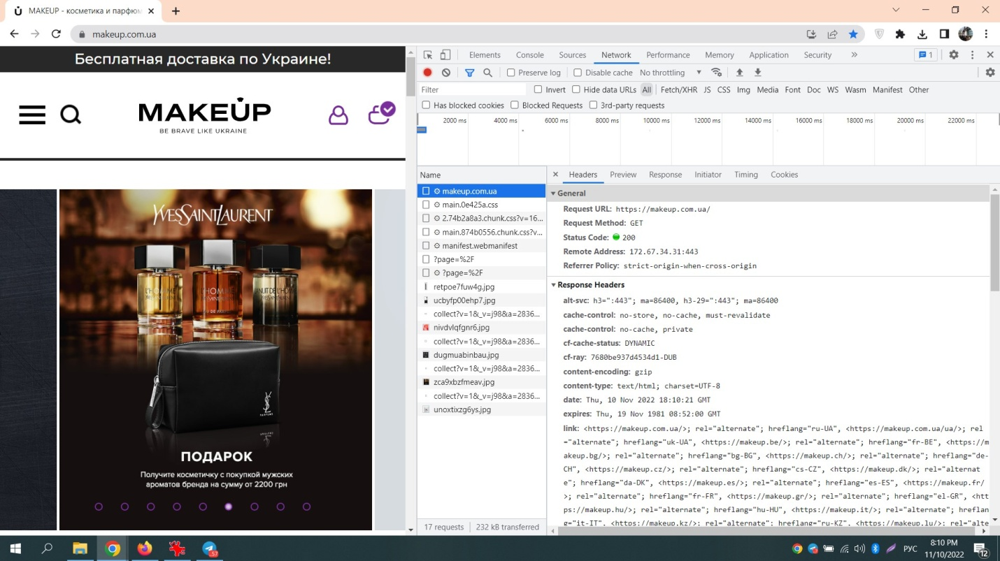 MAKEUP - косметика и парфюм
makeup.com.ua
Бесплатная доставка по Украине!
MAKEUP
BE BRAVE LIKE UKRAINE
YVESSAINTLAURENT
L'HOMME
YSL
ПОДАРОК
Получите косметичку с покупкой мужских
ароматов бренда на сумму от 2200 грн
Elements Console Sources Network Performance Memory Application Security » 1
Preserve log Disable cache No throttling
Filter Invert Hide data URLs All Fetch/XHR JS CSS Img Media Font Doc WS Wasm Manifest Other
Has blocked cookies Blocked Requests 3rd-party requests
2000 ms 4000 ms 6000 ms 8000 ms 10000 ms 12000 ms 14000 ms 16000 ms 18000 ms 20000 ms 22000 ms
Name
makeup.com.ua
main.0e425a.css
2.74b2a8a3.chunk.css?v=16...
main.874b0556.chunk.css?v...
manifest.webmanifest
?page=%2F
?page=%2F
retpoe7fuw4g.jpg
ucbyfp00ehp7.jpg
collect?v=1&_v=j98&a=2836...
nivdvlqfgnr6.jpg
collect?v=1&_v=j98&a=2836...
dugmuabinbau.jpg
collect?v=1&_v=j98&a=2836...
zca9xbzfmeav.jpg
collect?v=1&_v=j98&a=2836...
unoxtixzg6ys.jpg
17 requests 232 kB transferred
Headers Preview Response Initiator Timing Cookies
General
Request URL: https://makeup.com.ua/
Request Method: GET
Status Code: 200
Remote Address: 172.67.34.31:443
Referrer Policy: strict-origin-when-cross-origin
Response Headers
alt-svc: h3=":443"; ma=86400, h3-29=":443"; ma=86400
cache-control: no-store, no-cache, must-revalidate
cache-control: no-cache, private
cf-cache-status: DYNAMIC
cf-ray: 7680be937d4534d1-DUB
content-encoding: gzip
content-type: text/html; charset=UTF-8
date: Thu, 10 Nov 2022 18:10:21 GMT
expires: Thu, 19 Nov 1981 08:52:00 GMT
link: <https://makeup.com.ua/>; rel="alternate"; hreflang="ru-UA", <https://makeup.com.ua/ua/>; rel
="alternate"; hreflang="uk-UA", <https://makeup.be/>; rel="alternate"; hreflang="fr-BE", <https://m
akeup.bg/>; rel="alternate"; hreflang="bg-BG", <https://makeup.ch/>; rel="alternate"; hreflang="de-
CH", <https://makeup.cz/>; rel="alternate"; hreflang="cs-CZ", <https://makeup.dk/>; rel="alternat
e"; hreflang="da-DK", <https://makeup.es/>; rel="alternate"; hreflang="es-ES", <https://makeup.fr/
>; rel="alternate"; hreflang="fr-FR", <https://makeup.gr/>; rel="alternate"; hreflang="el-GR", <htt
ps://makeup.hu/>; rel="alternate"; hreflang="hu-HU", <https://makeup.it/>; rel="alternate"; hreflan
g="it-IT", <https://makeup.kz/>; rel="alternate"; hreflang="ru-KZ", <https://makeup.lu/>; rel="alte
57
РУС
8:10 PM
11/10/2022
12